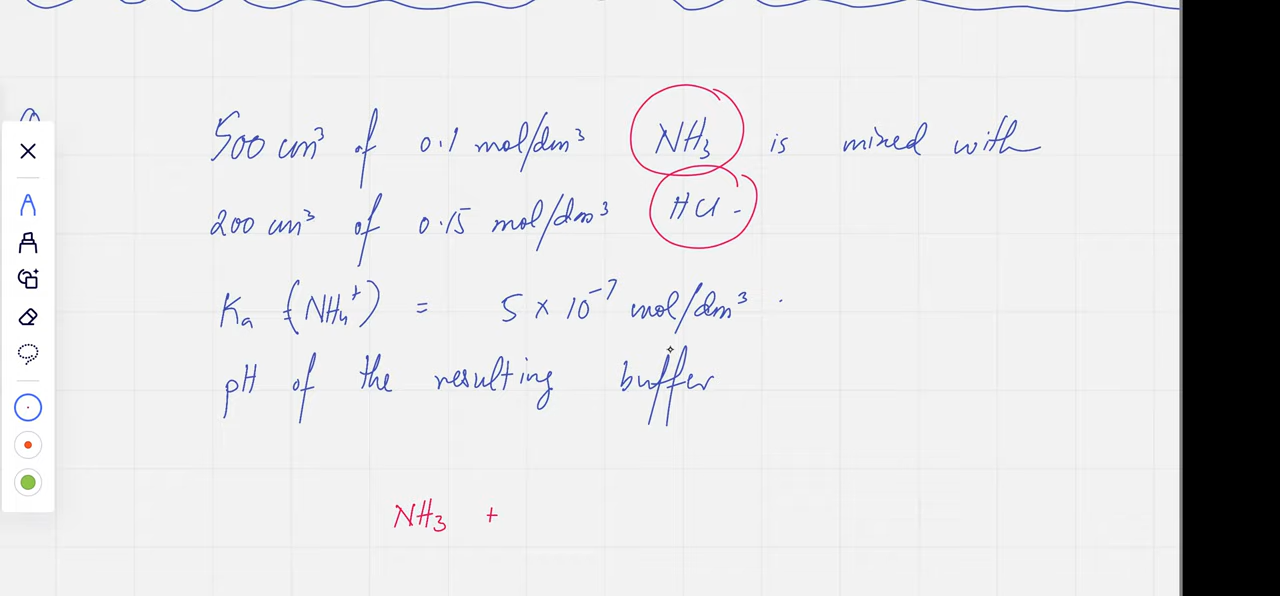 500 cm³ of 0.1 mol/dm³ NH₃ is mixed with
200 cm³ of 0.15 mol/dm³ HCl.
Ka (NH₄⁺) = 5 × 10⁻⁷ mol/dm³.
pH of the resulting buffer
NH₃ +